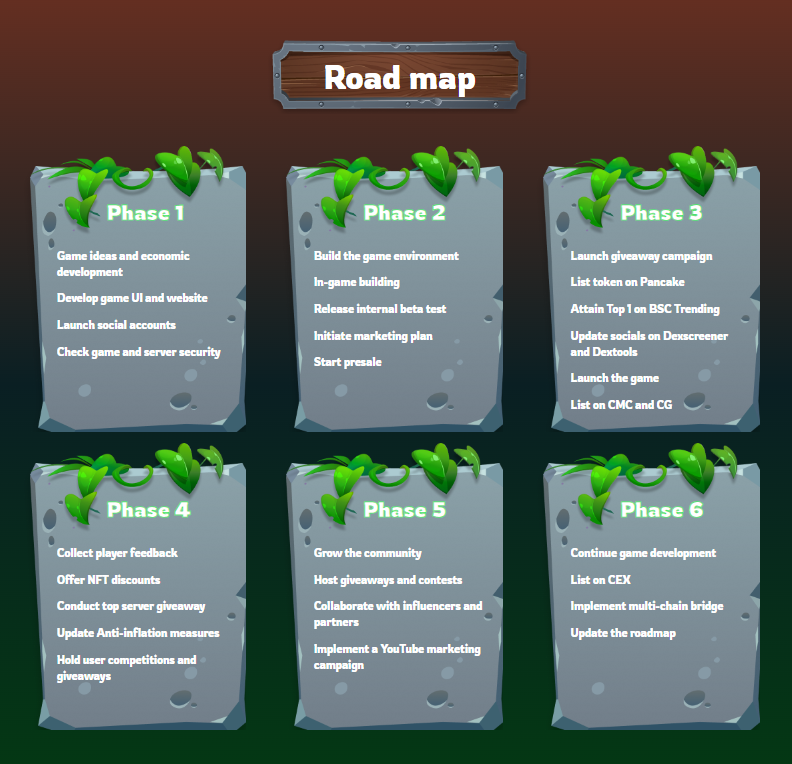 Road map
Phase 1
Game ideas and economic
development
Develop game UI and website
Launch social accounts
Check game and server security
Phase 2
Build the game environment
In-game building
Release internal beta test
Initiate marketing plan
Start presale
Phase 3
Launch giveaway campaign
List token on Pancake
Attain Top 1 on BSC Trending
Update socials on Dexscreener
and Dextools
Launch the game
List on CMC and CG
Phase 4
Collect player feedback
Offer NFT discounts
Conduct top server giveaway
Update Anti-inflation measures
Hold user competitions and
giveaways
Phase 5
Grow the community
Host giveaways and contests
Collaborate with influencers and
partners
Implement a YouTube marketing
campaign
Phase 6
Continue game development
List on CEX
Implement multi-chain bridge
Update the roadmap